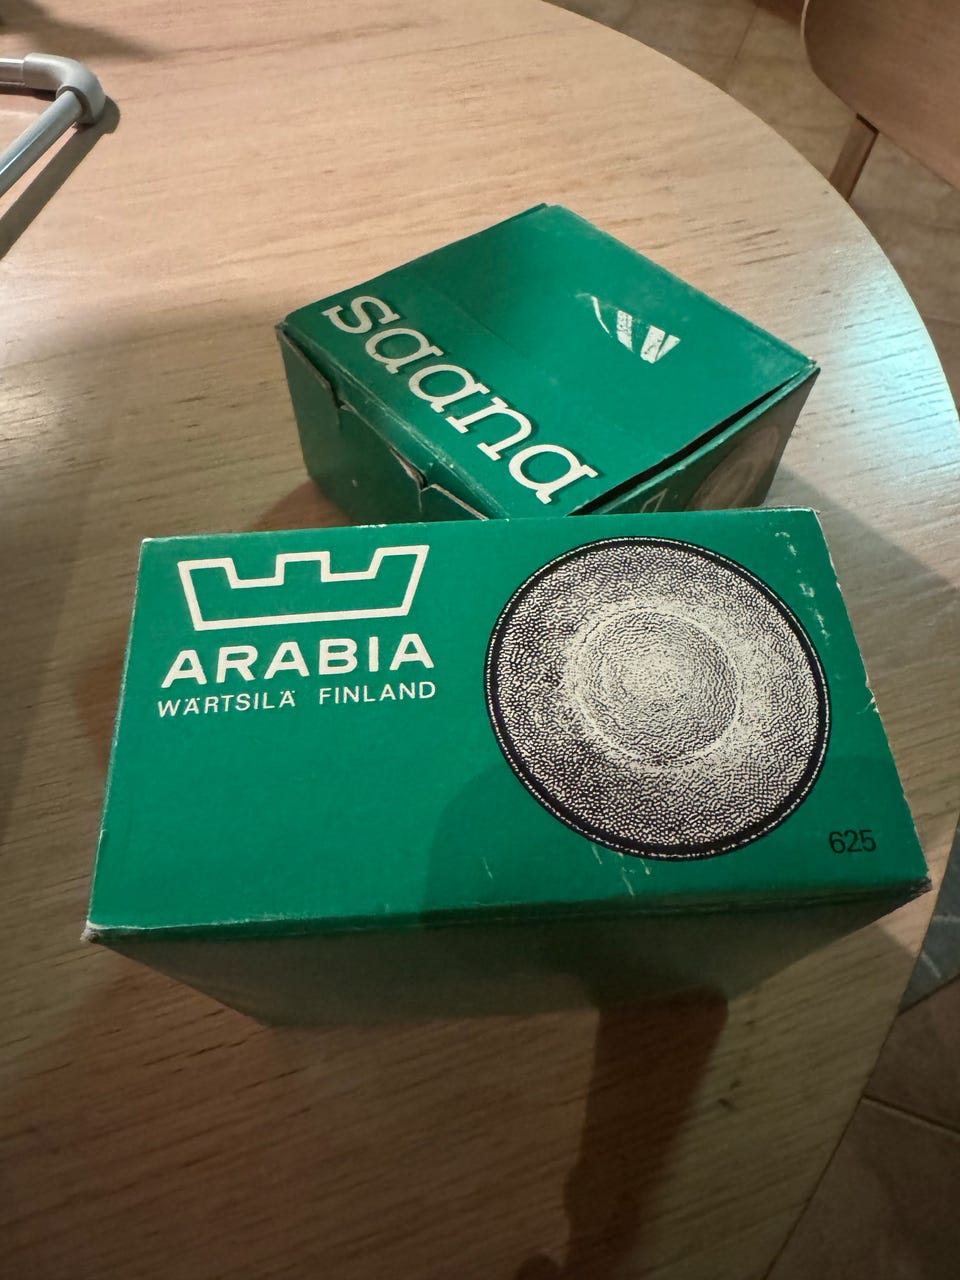 saana
ARABIA
WÄRTSILÄ FINLAND
625